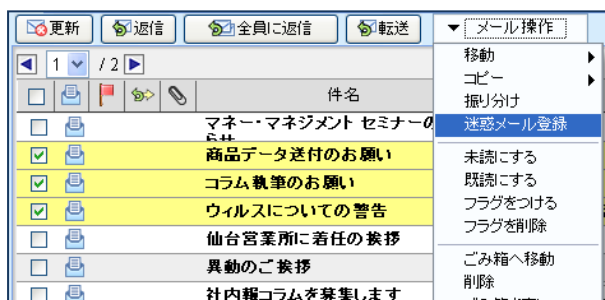 更新 返信 全員に返信 転送 ▼ メール操作
1 / 2
件名
マネー・マネジメント セミナーの
商品データ送付のお願い
コラム執筆のお願い
ウィルスについての警告
仙台営業所に着任の挨拶
異動のご挨拶
社内報コラムを募集します
移動
コピー
振り分け
迷惑メール登録
未読にする
既読にする
フラグをつける
フラグを削除
ごみ箱へ移動
削除